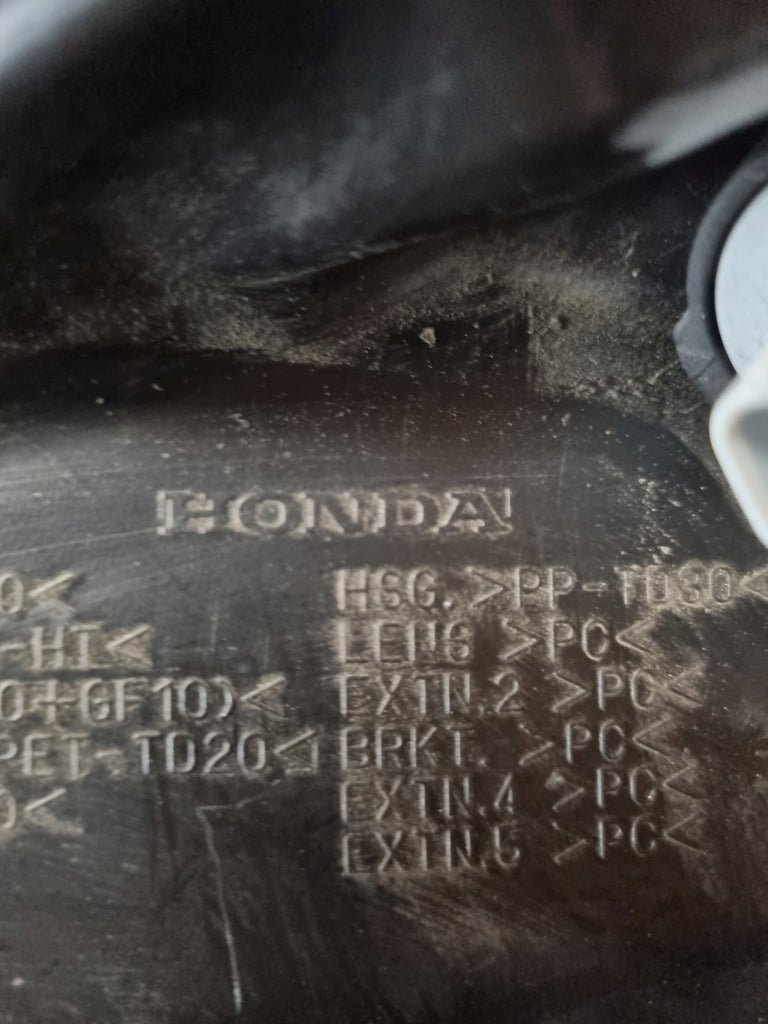 HONDA
0< HSG. >PP-TD30<
-HI< LENS >PC<
0+GF10)< EXTN.2 >PC<
PET-TD20< BRKT. >PC<
0< EXTN.4 >PC<
EXTN.5 >PC<